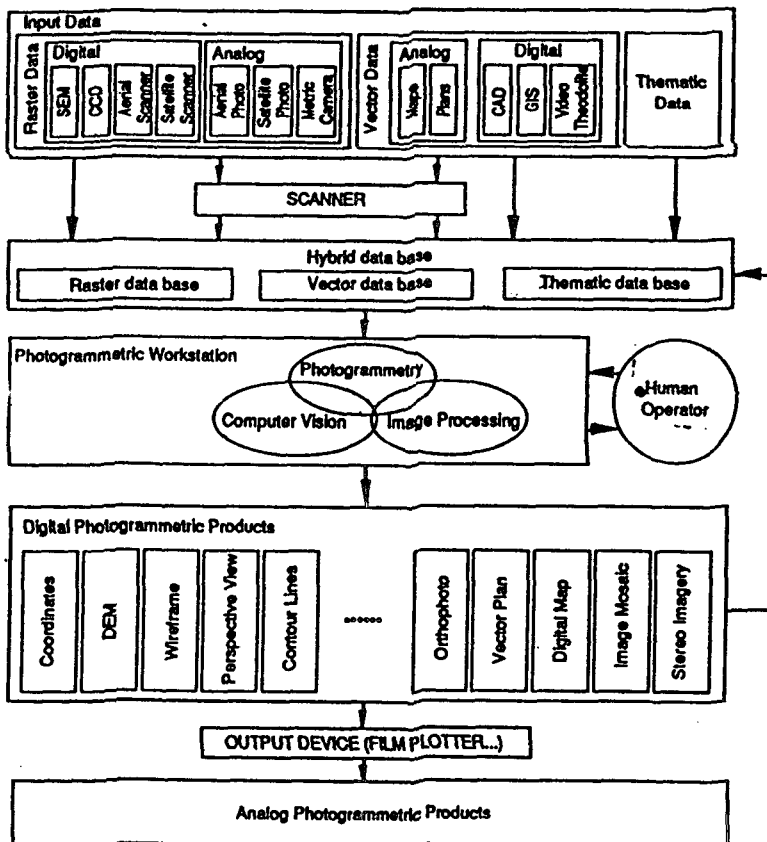 Input Data
Raster Data
Digital
SEM
CCD
Aerial
Scanner
Satellite
Scanner
Analog
Aerial
Photo
Satellite
Photo
Metric
Camera
Vector Data
Analog
Maps
Plans
Digital
CAD
GIS
Video
Theodolite
Thematic
Data
SCANNER
Hybrid data base
Raster data base
Vector data base
Thematic data base
Photogrammetric Workstation
Photogrammetry
Computer Vision
Image Processing
Human
Operator
Digital Photogrammetric Products
Coordinates
DEM
Wireframe
Perspective View
Contour Lines
......
Orthophoto
Vector Plan
Digital Map
Image Mosaic
Stereo Imagery
OUTPUT DEVICE (FILM PLOTTER...)
Analog Photogrammetric Products